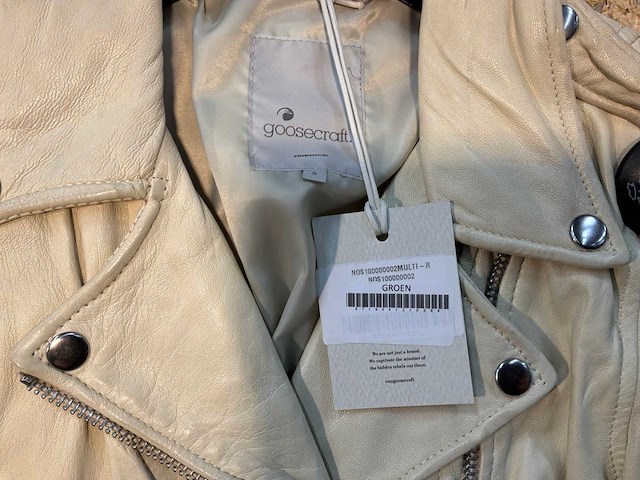 goosecraft
S
NOS100000002MULTI-R
NOS100000002
GROEN
We are not just a brand.
We captivate the mindset of
the hidden rebels out there.
#mygoosecraft